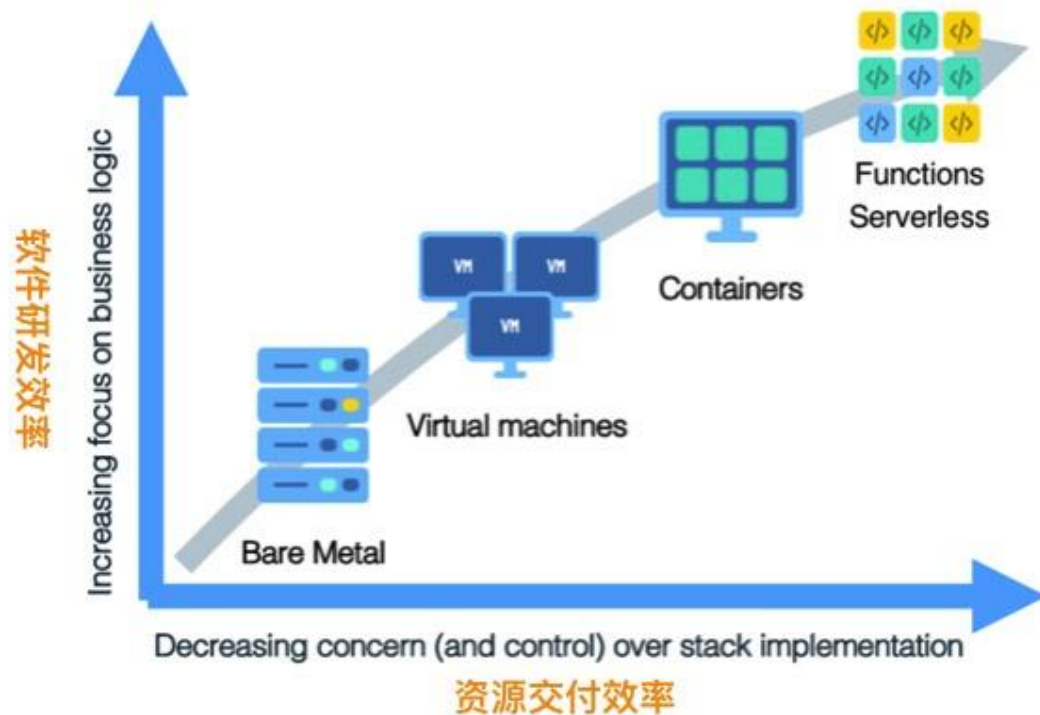 </> </> </>
</> </> </>
</> </> </>
Functions
Serverless
Containers
VM VM
VM
Virtual machines
Bare Metal
软件研发效率
Increasing focus on business logic
Decreasing concern (and control) over stack implementation
资源交付效率